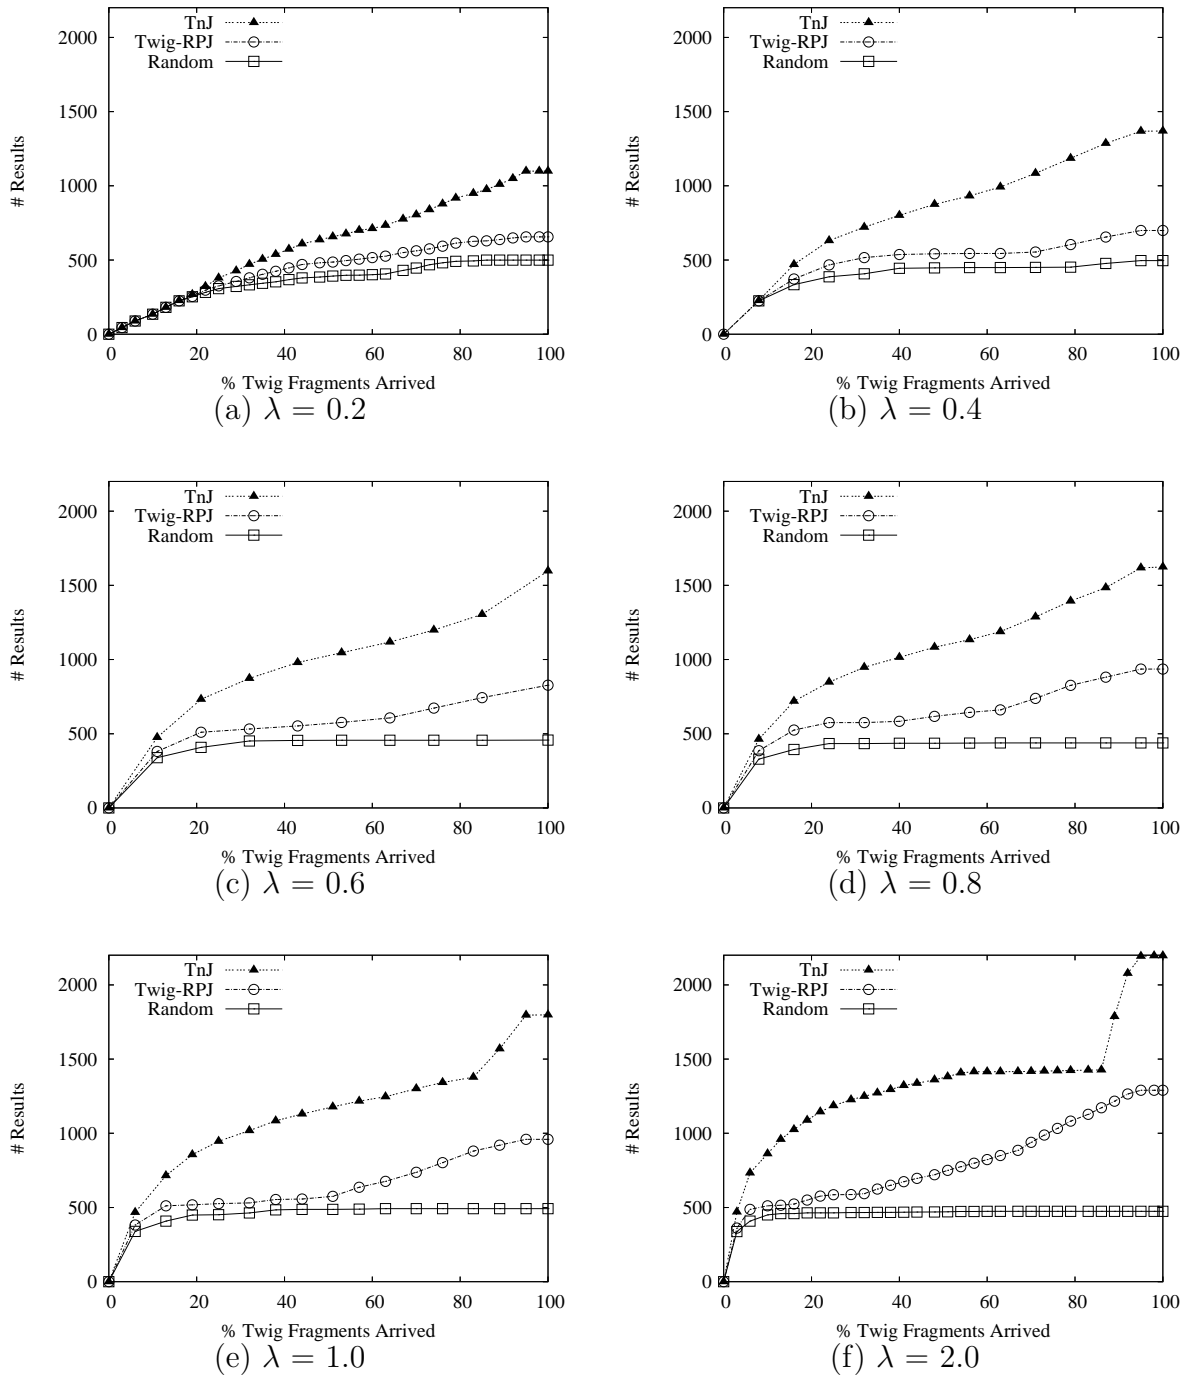 TnJ
Twig-RPJ
Random
# Results
2000
1500
1000
500
0
0 20 40 60 80 100
% Twig Fragments Arrived
(a) λ = 0.2
TnJ
Twig-RPJ
Random
# Results
2000
1500
1000
500
0
0 20 40 60 80 100
% Twig Fragments Arrived
(b) λ = 0.4
TnJ
Twig-RPJ
Random
# Results
2000
1500
1000
500
0
0 20 40 60 80 100
% Twig Fragments Arrived
(c) λ = 0.6
TnJ
Twig-RPJ
Random
# Results
2000
1500
1000
500
0
0 20 40 60 80 100
% Twig Fragments Arrived
(d) λ = 0.8
TnJ
Twig-RPJ
Random
# Results
2000
1500
1000
500
0
0 20 40 60 80 100
% Twig Fragments Arrived
(e) λ = 1.0
TnJ
Twig-RPJ
Random
# Results
2000
1500
1000
500
0
0 20 40 60 80 100
% Twig Fragments Arrived
(f) λ = 2.0